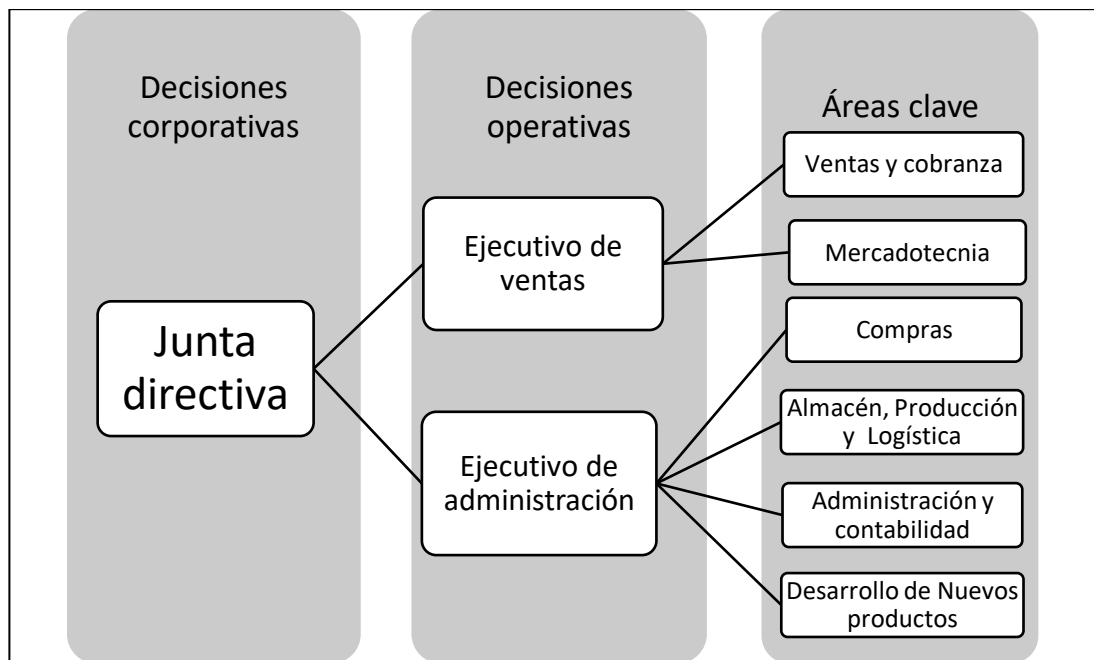 Decisiones
corporativas
Junta
directiva
Decisiones
operativas
Ejecutivo de
ventas
Ejecutivo de
administración
Áreas clave
Ventas y cobranza
Mercadotecnia
Compras
Almacén, Producción
y Logística
Administración y
contabilidad
Desarrollo de Nuevos
productos